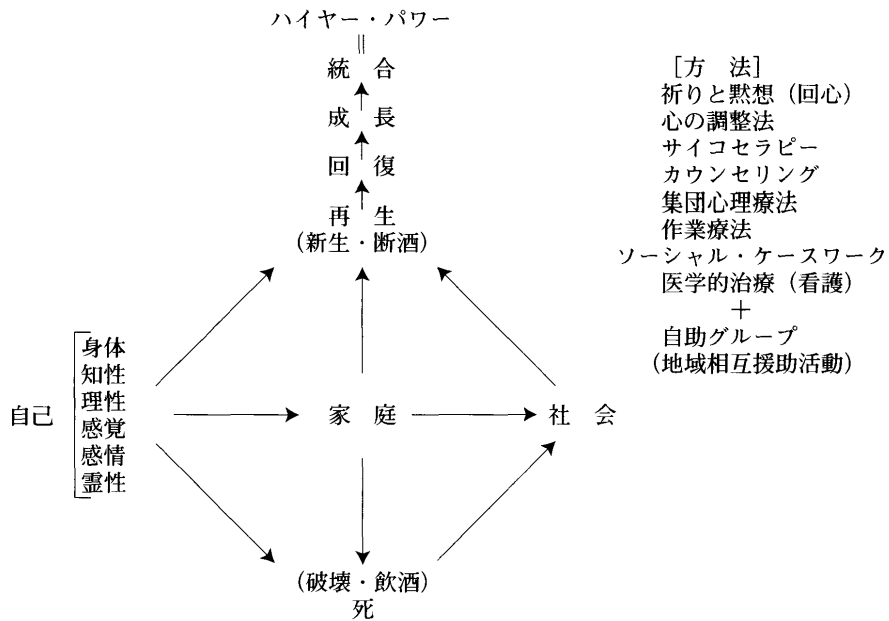 ハイヤー・パワー
||
統 合
成 長
回 復
再 生
(新生・断酒)
[方 法]
祈りと黙想(回心)
心の調整法
サイコセラピー
カウンセリング
集団心理療法
作業療法
ソーシャル・ケースワーク
医学的治療(看護)
+
自助グループ
(地域相互援助活動)
自己
身体
知性
理性
感覚
感情
霊性
家 庭
社 会
(破壊・飲酒)
死